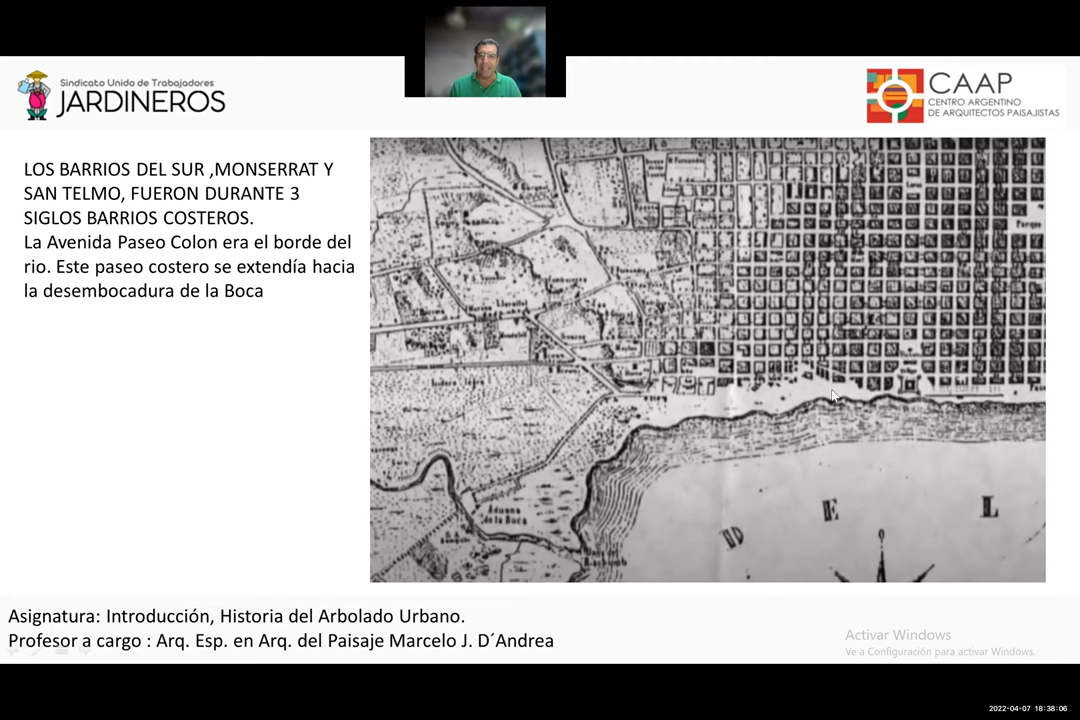 Sindicato Unido de Trabajadores
JARDINEROS
CAAP
CENTRO ARGENTINO
DE ARQUITECTOS PAISAJISTAS
LOS BARRIOS DEL SUR ,MONSERRAT Y
SAN TELMO, FUERON DURANTE 3
SIGLOS BARRIOS COSTEROS.
La Avenida Paseo Colon era el borde del
rio. Este paseo costero se extendía hacia
la desembocadura de la Boca
Parque
Aduana
de la Boca
D E L
Asignatura: Introducción, Historia del Arbolado Urbano.
Profesor a cargo : Arq. Esp. en Arq. del Paisaje Marcelo J. D´Andrea
Activar Windows
Ve a Configuración para activar Windows.
2022-04-07 18:38:06